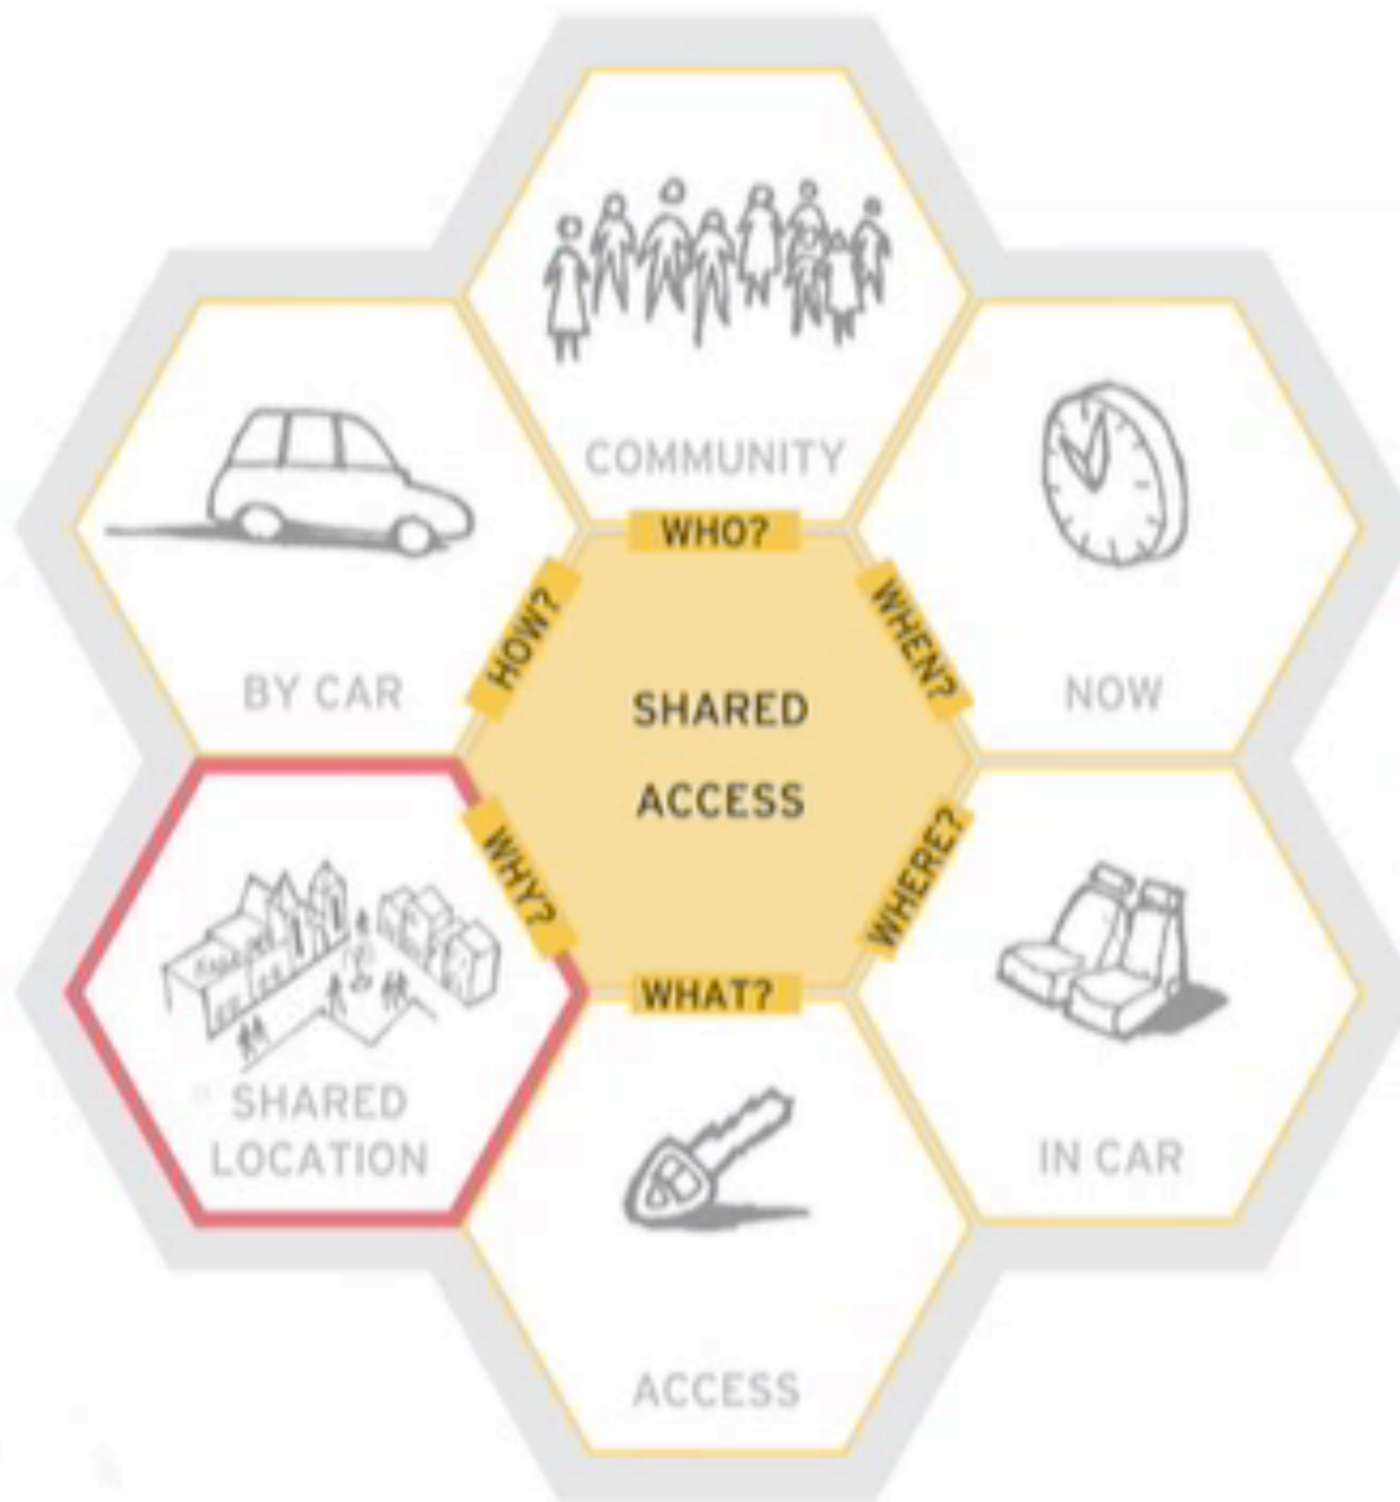 COMMUNITY
WHO?
HOW?
WHEN?
BY CAR
SHARED
ACCESS
NOW
WHY?
WHERE?
WHAT?
SHARED
LOCATION
IN CAR
ACCESS